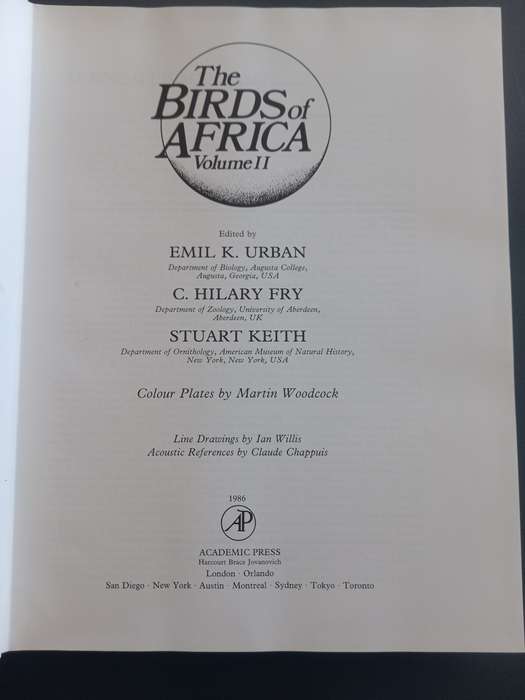 The
BIRDS of
AFRICA
Volume II
Edited by
EMIL K. URBAN
Department of Biology, Augusta College,
Augusta, Georgia, USA
C. HILARY FRY
Department of Zoology, University of Aberdeen,
Aberdeen, UK
STUART KEITH
Department of Ornithology, American Museum of Natural History,
New York, New York, USA
Colour Plates by Martin Woodcock
Line Drawings by Ian Willis
Acoustic References by Claude Chappuis
1986
AP
ACADEMIC PRESS
Harcourt Brace Jovanovich
London · Orlando
San Diego · New York · Austin · Montreal · Sydney · Tokyo · Toronto